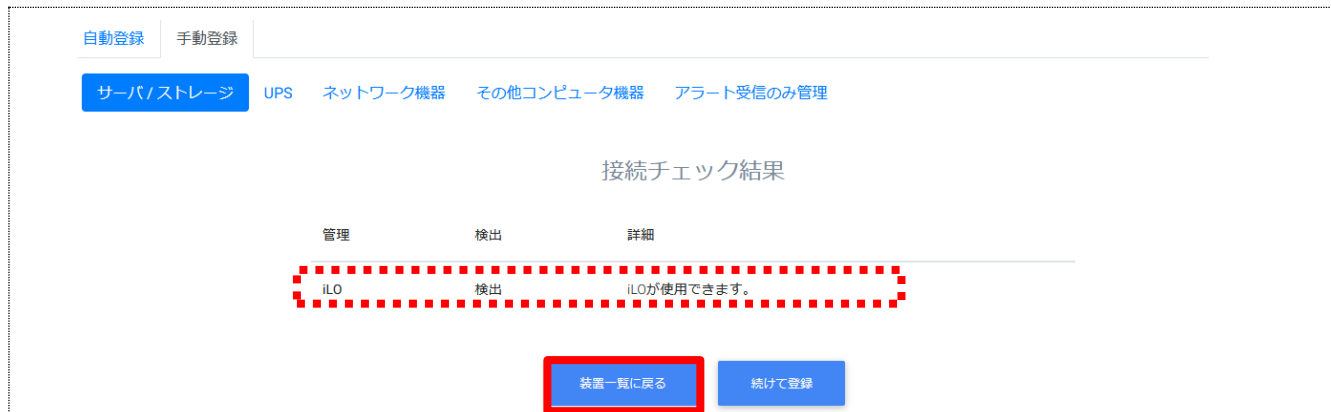 自動登録 手動登録
サーバ / ストレージ UPS ネットワーク機器 その他コンピュータ機器 アラート受信のみ管理
接続チェック結果
管理 検出 詳細
iLO 検出 iLOが使用できます。
装置一覧に戻る 続けて登録